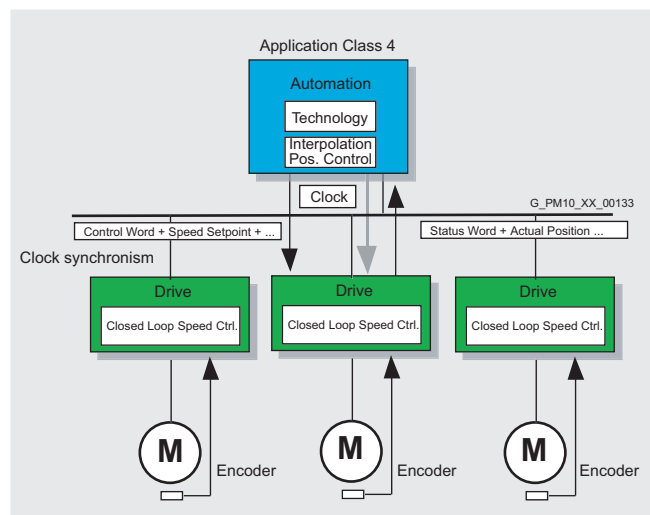 Application Class 4
Automation
Technology
Interpolation
Pos. Control
Clock
G_PM10_XX_00133
Control Word + Speed Setpoint + ...
Status Word + Actual Position ...
Clock synchronism
Drive
Drive
Drive
Closed Loop Speed Ctrl.
Closed Loop Speed Ctrl.
Closed Loop Speed Ctrl.
M
M
M
Encoder
Encoder
Encoder